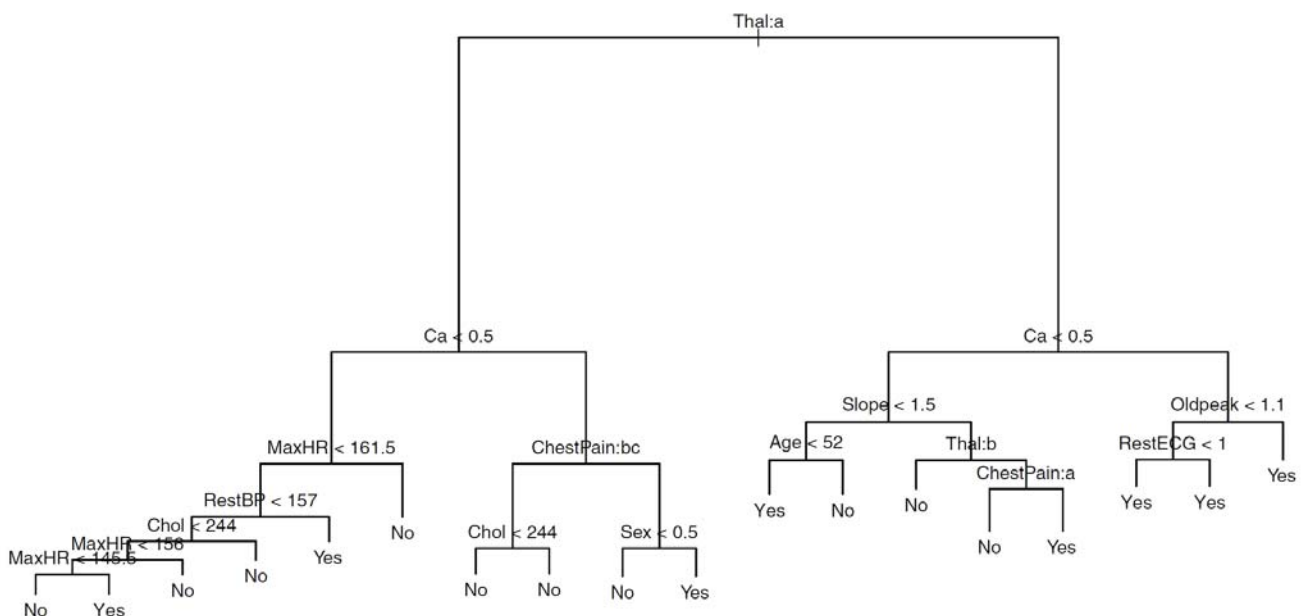 Thal:a
Ca < 0.5
Ca < 0.5
Slope < 1.5
Oldpeak < 1.1
MaxHR < 161.5
ChestPain:bc
Age < 52
Thal:b
RestECG < 1
ChestPain:a
Yes
RestBP < 157
Yes
No
No
Yes
Yes
Chol < 244
No
Chol < 244
Sex < 0.5
No
Yes
MaxHR < 156
Yes
MaxHR < 145.5
No
No
No
No
No
Yes
No
Yes